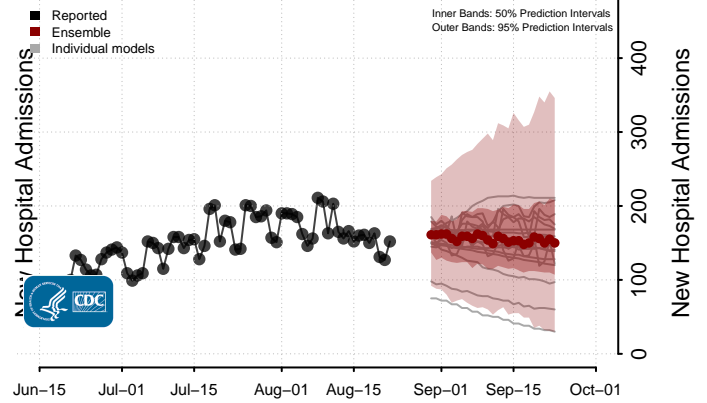 Reported
Ensemble
Individual models
Inner Bands: 50% Prediction Intervals
Outer Bands: 95% Prediction Intervals
New Hospital Admissions
New Hospital Admissions
400
300
200
100
0
CDC
Jun–15
Jul–01
Jul–15
Aug–01
Aug–15
Sep–01
Sep–15
Oct–01